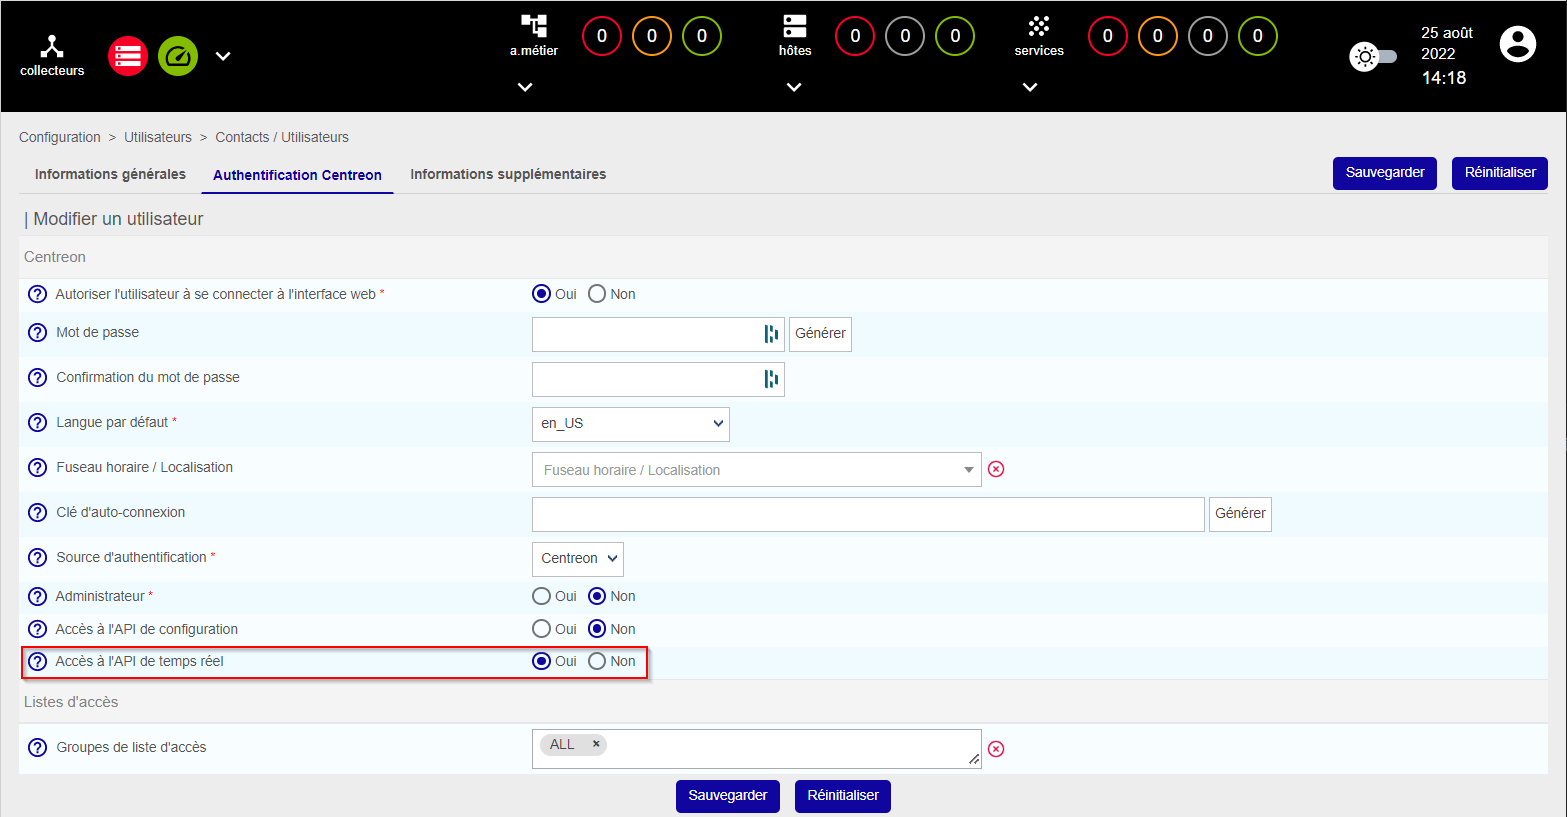 collecteurs
a.métier
0 0 0
hôtes
0 0 0
services
0 0 0 0
25 août
2022
14:18
Configuration > Utilisateurs > Contacts / Utilisateurs
Informations générales
Authentification Centreon
Informations supplémentaires
Sauvegarder
Réinitialiser
| Modifier un utilisateur
Centreon
Autoriser l'utilisateur à se connecter à l'interface web * Oui Non
Mot de passe Générer
Confirmation du mot de passe
Langue par défaut * en_US
Fuseau horaire / Localisation Fuseau horaire / Localisation
Clé d'auto-connexion Générer
Source d'authentification * Centreon
Administrateur * Oui Non
Accès à l'API de configuration Oui Non
Accès à l'API de temps réel Oui Non
Listes d'accès
Groupes de liste d'accès ALL ×
Sauvegarder
Réinitialiser